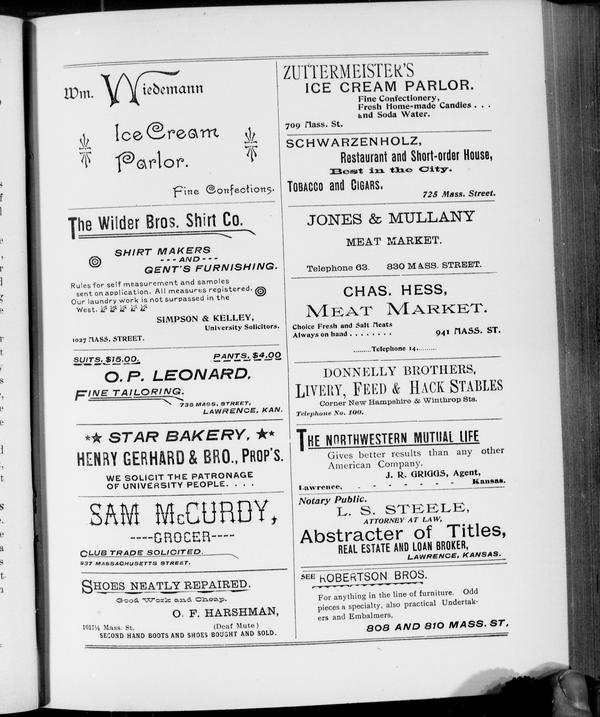 Wm. Wiedemann
Ice Cream
Parlor.
Fine Confections.
The Wilder Bros. Shirt Co.
SHIRT MAKERS
---AND---
GENT'S FURNISHING.
Rules for self measurement and samples
sent on application. All measures registered.
Our laundry work is not surpassed in the
West.
SIMPSON & KELLEY,
University Solicitors.
1027 MASS. STREET.
SUITS, $15.00. PANTS, $4.00
O. P. LEONARD,
FINE TAILORING.
735 MASS. STREET,
LAWRENCE, KAN.
STAR BAKERY,
HENRY GERHARD & BRO., PROP'S.
WE SOLICIT THE PATRONAGE
OF UNIVERSITY PEOPLE. . . .
SAM McCURDY,
----GROCER----
CLUB TRADE SOLICITED.
937 MASSACHUSETTS STREET.
SHOES NEATLY REPAIRED.
Good Work and Cheap.
O. F. HARSHMAN,
1017½ Mass. St. (Deaf Mute)
SECOND HAND BOOTS AND SHOES BOUGHT AND SOLD.
ZUTTERMEISTER'S
ICE CREAM PARLOR.
Fine Confectionery,
Fresh Home-made Candies . . .
and Soda Water.
709 Mass. St.
SCHWARZENHOLZ,
Restaurant and Short-order House,
Best in the City.
TOBACCO and CIGARS.
725 Mass. Street.
JONES & MULLANY
MEAT MARKET.
Telephone 63. 830 MASS. STREET.
CHAS. HESS,
MEAT MARKET.
Choice Fresh and Salt Meats
Always on hand . . . . . . . . 941 MASS. ST.
.........Telephone 14..........
DONNELLY BROTHERS,
LIVERY, FEED & HACK STABLES
Corner New Hampshire & Winthrop Sts.
Telephone No. 100.
THE NORTHWESTERN MUTUAL LIFE
Gives better results than any other
American Company.
J. R. GRIGGS, Agent,
Lawrence, - - - - - - Kansas.
Notary Public.
L. S. STEELE,
ATTORNEY AT LAW,
Abstracter of Titles,
REAL ESTATE AND LOAN BROKER,
LAWRENCE, KANSAS.
SEE ROBERTSON BROS.
For anything in the line of furniture. Odd
pieces a specialty, also practical Undertak-
ers and Embalmers,
808 AND 810 MASS. ST.